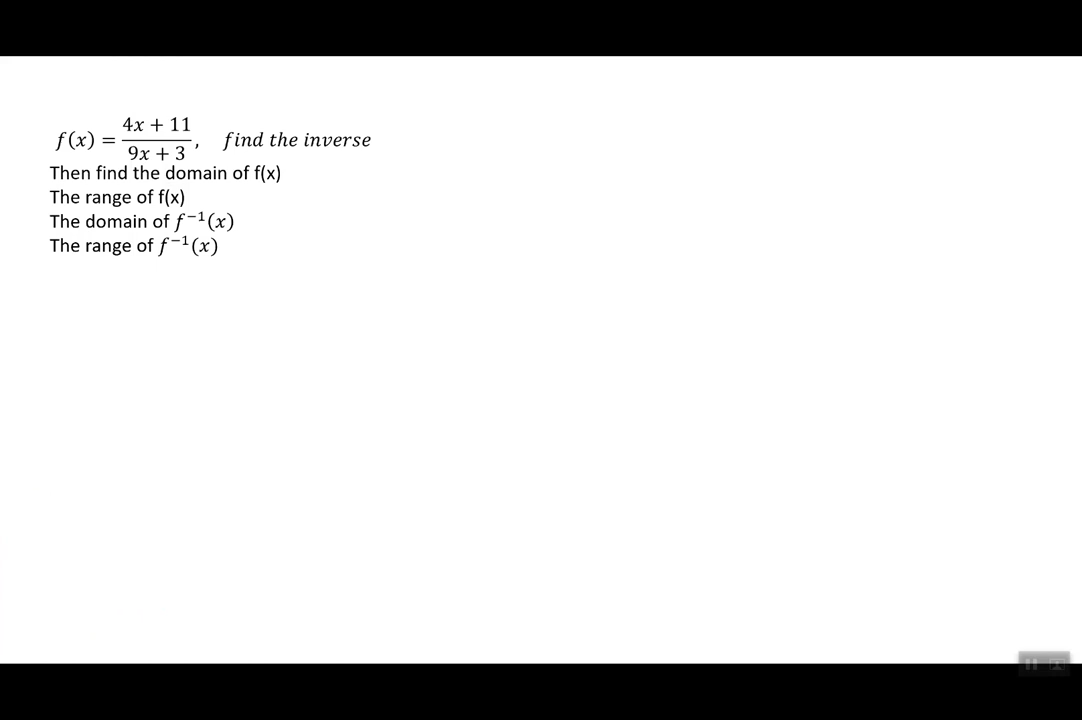 f(x) = \frac{4x + 11}{9x + 3}, find the inverse
Then find the domain of f(x)
The range of f(x)
The domain of f⁻¹(x)
The range of f⁻¹(x)